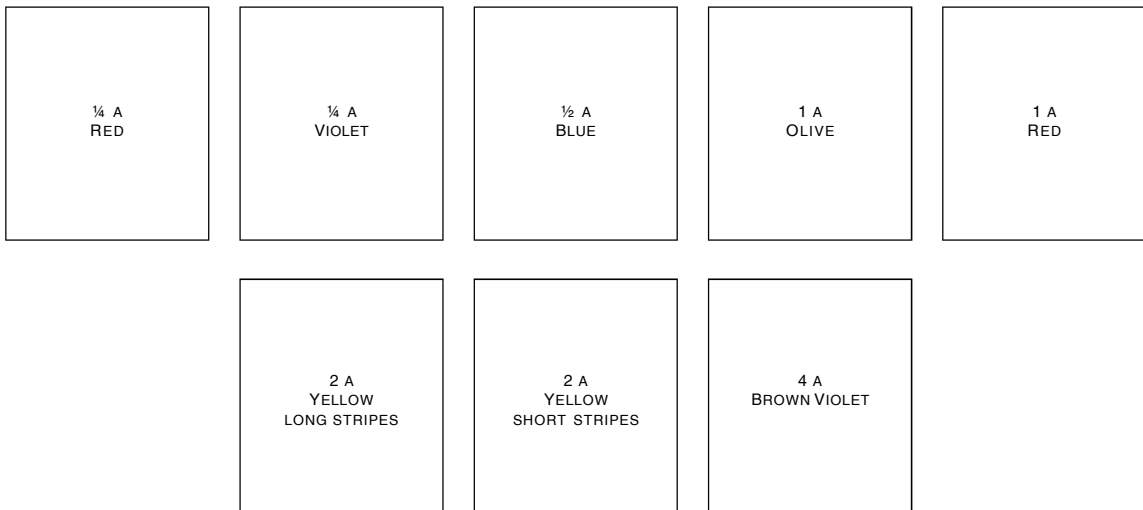 ¼ A
RED
¼ A
VIOLET
½ A
BLUE
1 A
OLIVE
1 A
RED
2 A
YELLOW
LONG STRIPES
2 A
YELLOW
SHORT STRIPES
4 A
BROWN VIOLET